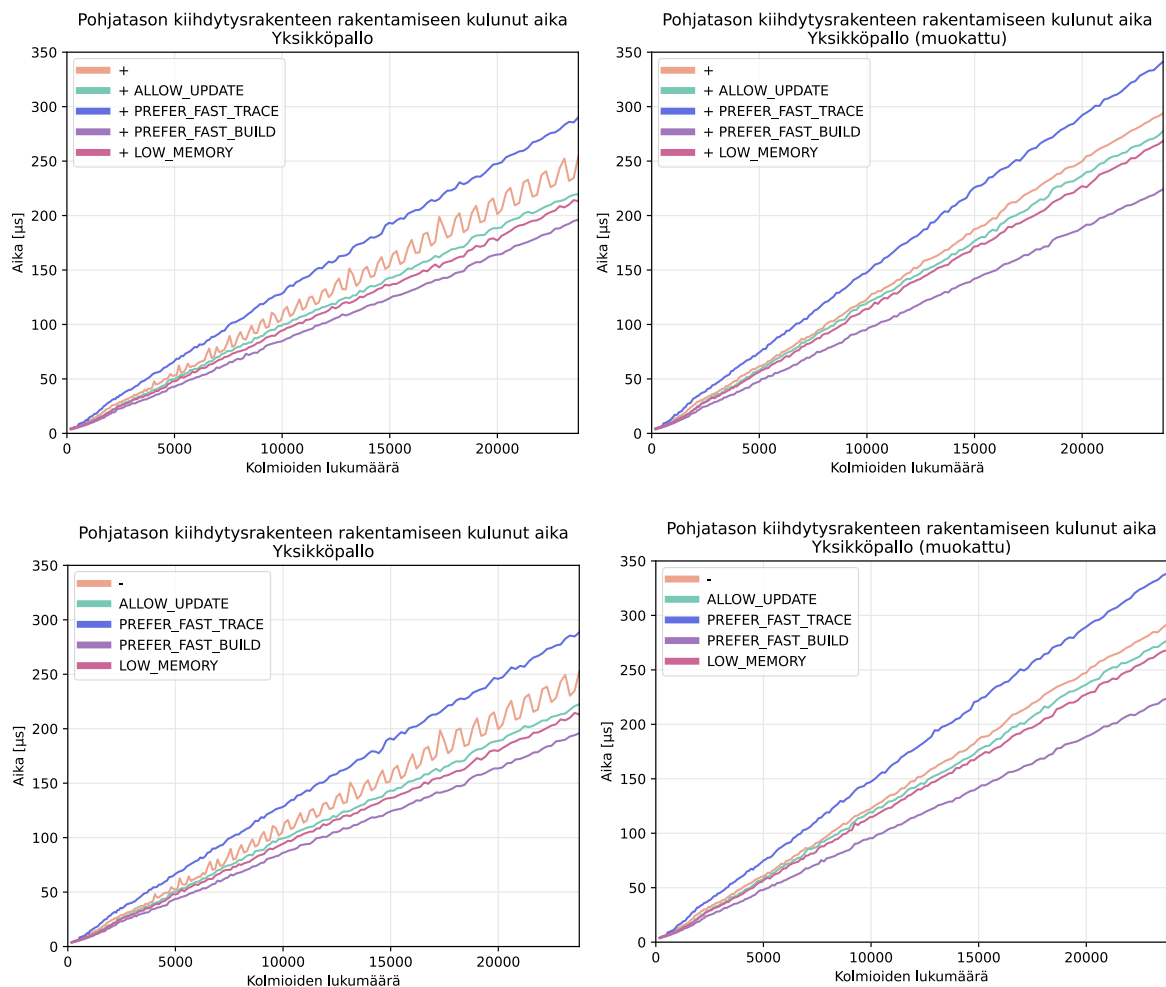 Pohjatason kiihdytysrakenteen rakentamiseen kulunut aika
Yksikköpallo
350
300
250
200
150
100
50
0
Aika [µs]
+
+ ALLOW_UPDATE
+ PREFER_FAST_TRACE
+ PREFER_FAST_BUILD
+ LOW_MEMORY
0 5000 10000 15000 20000
Kolmioiden lukumäärä
Pohjatason kiihdytysrakenteen rakentamiseen kulunut aika
Yksikköpallo (muokattu)
350
300
250
200
150
100
50
0
Aika [µs]
+
+ ALLOW_UPDATE
+ PREFER_FAST_TRACE
+ PREFER_FAST_BUILD
+ LOW_MEMORY
0 5000 10000 15000 20000
Kolmioiden lukumäärä
Pohjatason kiihdytysrakenteen rakentamiseen kulunut aika
Yksikköpallo
350
300
250
200
150
100
50
0
Aika [µs]
-
ALLOW_UPDATE
PREFER_FAST_TRACE
PREFER_FAST_BUILD
LOW_MEMORY
0 5000 10000 15000 20000
Kolmioiden lukumäärä
Pohjatason kiihdytysrakenteen rakentamiseen kulunut aika
Yksikköpallo (muokattu)
350
300
250
200
150
100
50
0
Aika [µs]
-
ALLOW_UPDATE
PREFER_FAST_TRACE
PREFER_FAST_BUILD
LOW_MEMORY
0 5000 10000 15000 20000
Kolmioiden lukumäärä